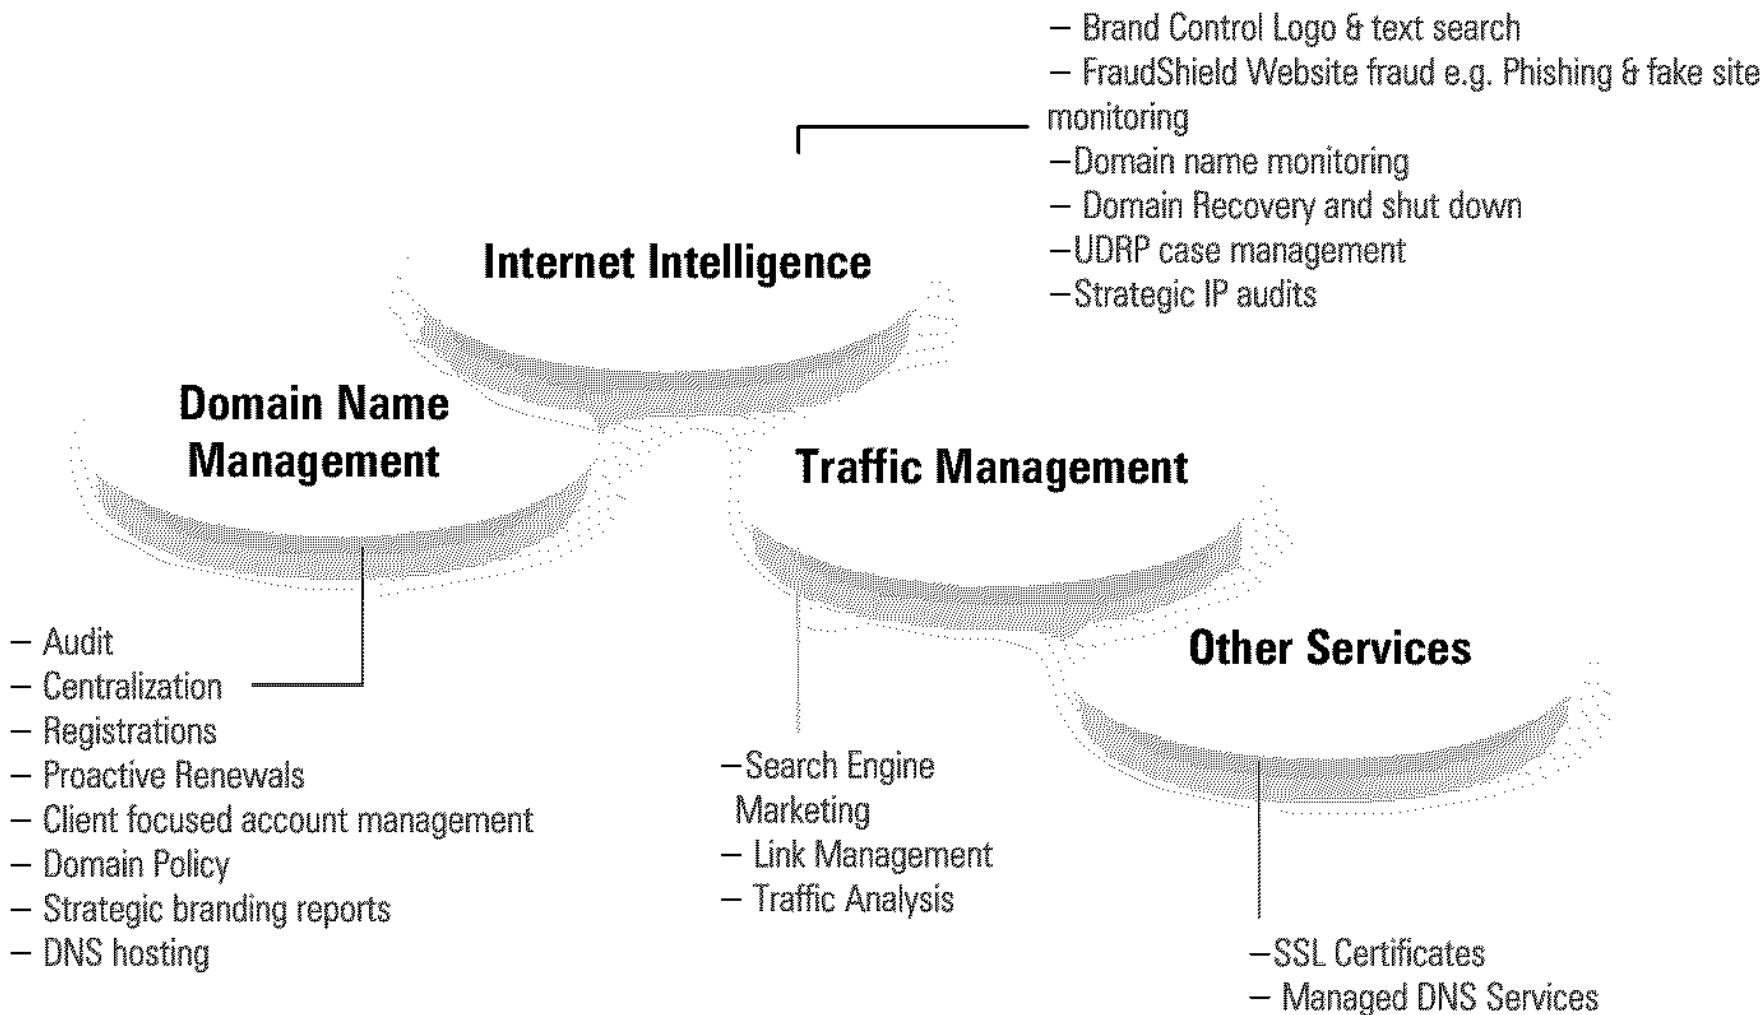 – Brand Control Logo & text search
– FraudShield Website fraud e.g. Phishing & fake site
monitoring
–Domain name monitoring
– Domain Recovery and shut down
–UDRP case management
–Strategic IP audits
Internet Intelligence
Domain Name
Management
Traffic Management
Other Services
– Audit
– Centralization
– Registrations
– Proactive Renewals
– Client focused account management
– Domain Policy
– Strategic branding reports
– DNS hosting
–Search Engine
Marketing
– Link Management
– Traffic Analysis
–SSL Certificates
– Managed DNS Services